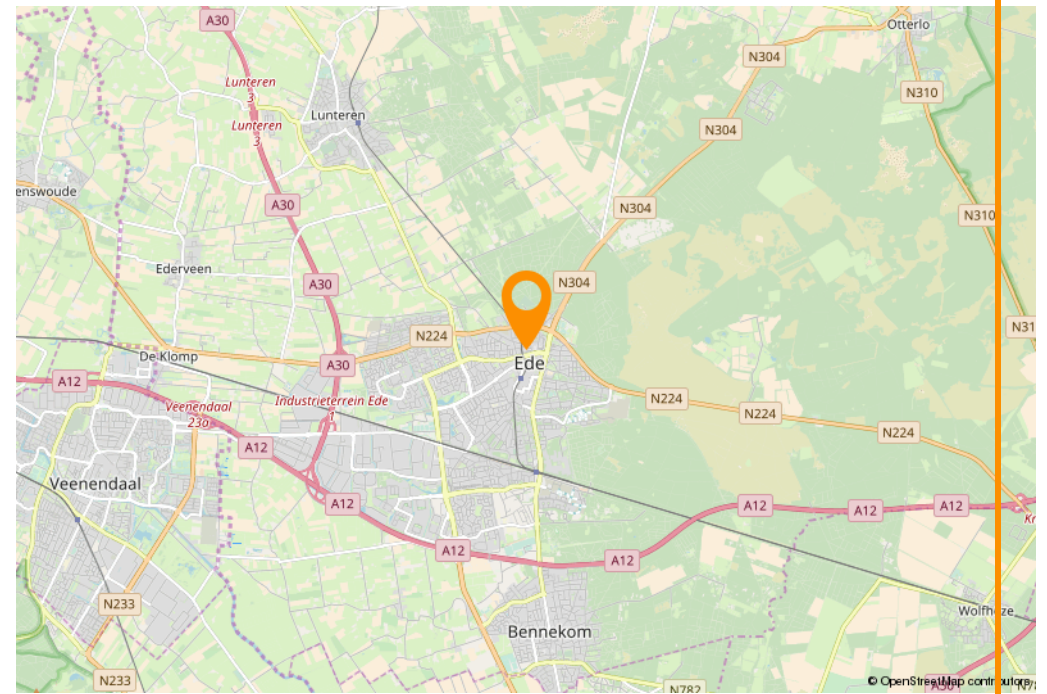 A30
Otterlo
N304
Lunteren
3
N310
Lunteren
Lunteren
3
N304
enswoude
A30
N304
N310
Ederveen
A30
N304
N31
N224
De Klomp
A30
Ede
A12
Industrieterrein Ede
1
N224
Veenendaal
23a
N224
N224
A12
Veenendaal
A12
A12
A12
A12
Kr
A12
A12
N233
Wolfheze
Bennekom
N233
N782
© OpenStreetMap contributors